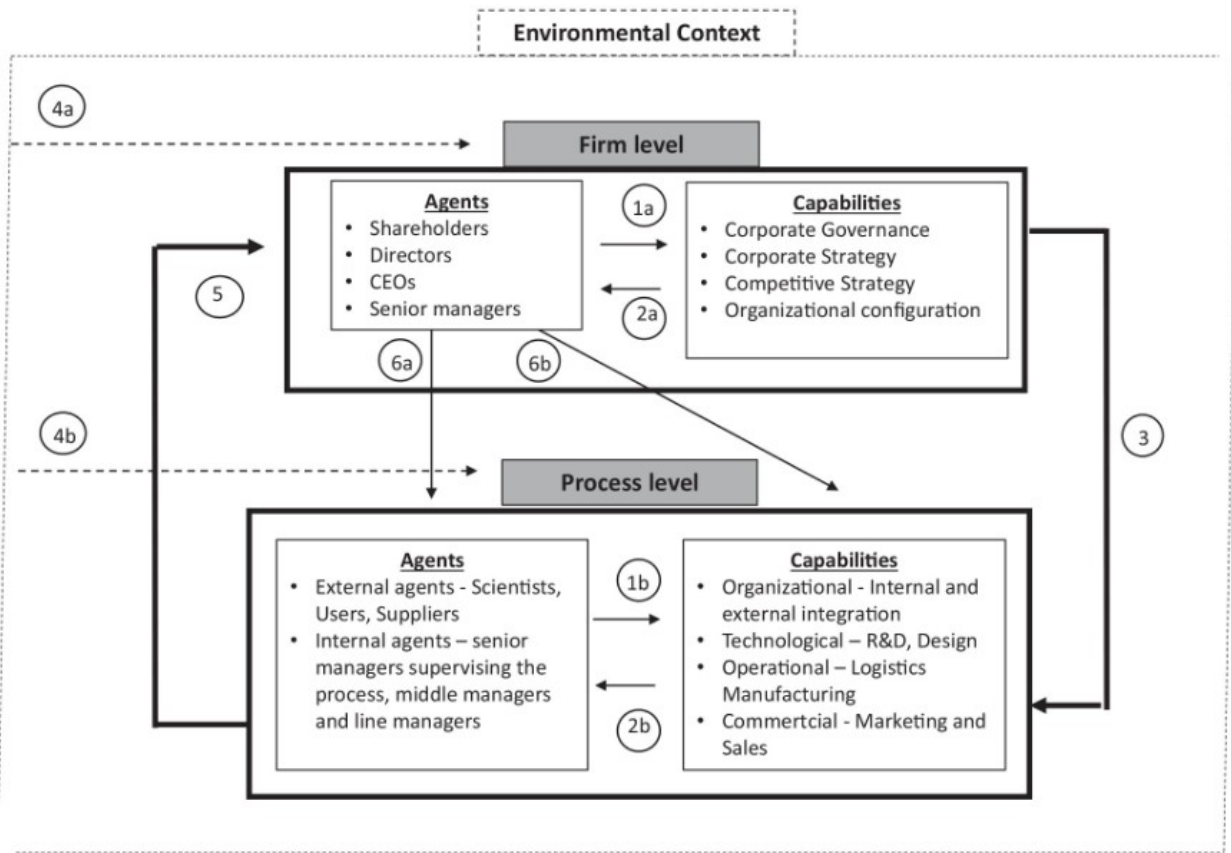 Environmental Context
4a
Firm level
Agents
• Shareholders
• Directors
• CEOs
• Senior managers
1a
2a
Capabilities
• Corporate Governance
• Corporate Strategy
• Competitive Strategy
• Organizational configuration
5
6a
6b
3
4b
Process level
Agents
• External agents - Scientists,
Users, Suppliers
• Internal agents – senior
managers supervising the
process, middle managers
and line managers
1b
2b
Capabilities
• Organizational - Internal and
external integration
• Technological – R&D, Design
• Operational – Logistics
Manufacturing
• Commertcial - Marketing and
Sales